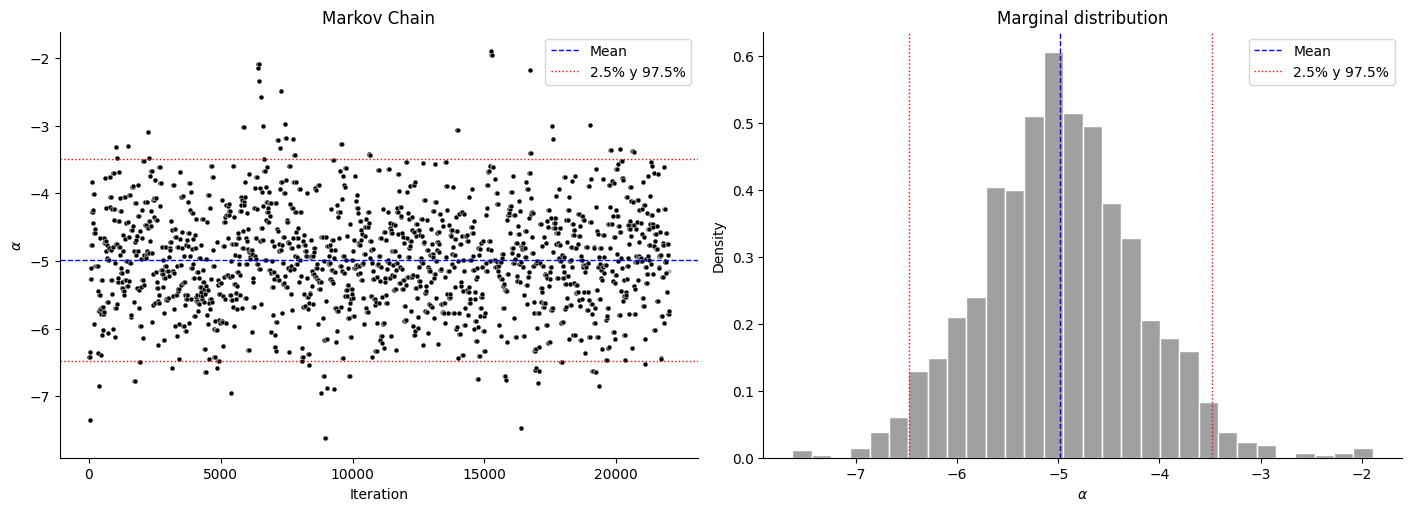 Markov Chain
Mean
2.5% y 97.5%
−2
−3
−4
−5
−6
−7
α
0
5000
10000
15000
20000
Iteration
Marginal distribution
Mean
2.5% y 97.5%
0.6
0.5
0.4
0.3
0.2
0.1
0.0
Density
−7
−6
−5
−4
−3
−2
α